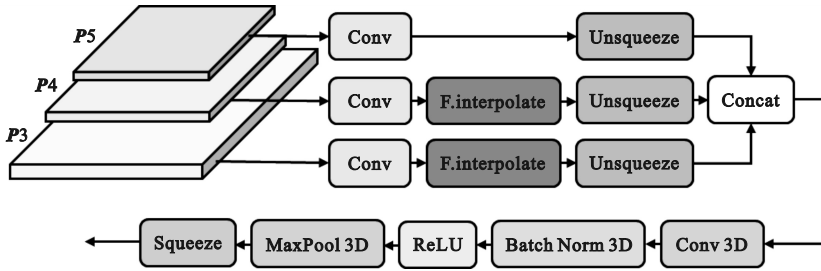 P5
Conv
Unsqueeze
P4
Conv
F.interpolate
Unsqueeze
Concat
P3
Conv
F.interpolate
Unsqueeze
Squeeze
MaxPool 3D
ReLU
Batch Norm 3D
Conv 3D